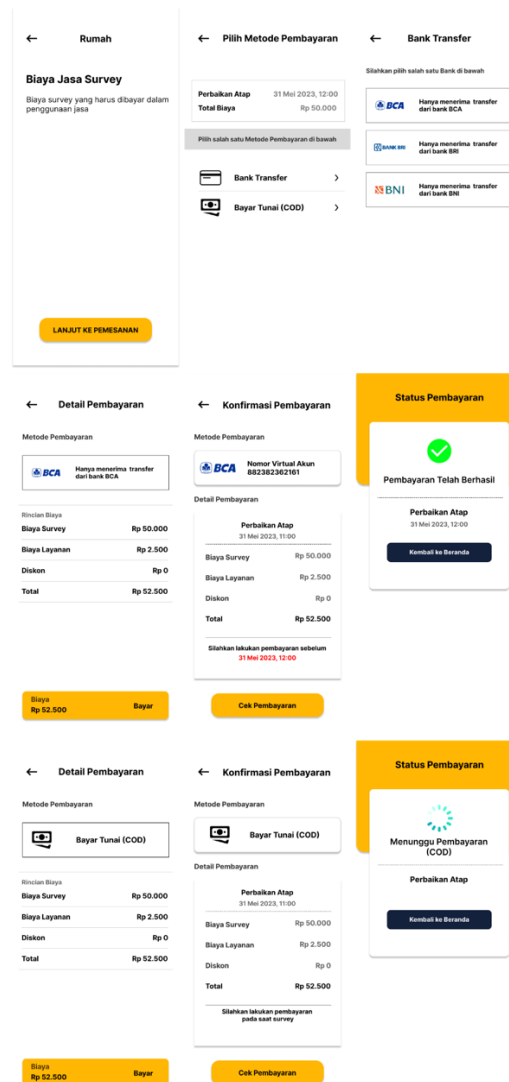 Rumah
Biaya Jasa Survey
Biaya survey yang harus dibayar dalam
penggunaan jasa
LANJUT KE PEMESANAN
Pilih Metode Pembayaran
Perbaikan Atap 31 Mei 2023, 12:00
Total Biaya Rp 50.000
Pilih salah satu Metode Pembayaran di bawah
Bank Transfer
Bayar Tunai (COD)
Bank Transfer
Silahkan pilih salah satu Bank di bawah
BCA
Hanya menerima transfer
dari bank BCA
BANK BRI
Hanya menerima transfer
dari bank BRI
BNI
Hanya menerima transfer
dari bank BNI
Detail Pembayaran
Metode Pembayaran
BCA
Hanya menerima transfer
dari bank BCA
Rincian Biaya
Biaya Survey Rp 50.000
Biaya Layanan Rp 2.500
Diskon Rp 0
Total Rp 52.500
Biaya
Rp 52.500 Bayar
Konfirmasi Pembayaran
Metode Pembayaran
BCA
Nomor Virtual Akun
882382362161
Detail Pembayaran
Perbaikan Atap
31 Mei 2023, 11:00
Biaya Survey Rp 50.000
Biaya Layanan Rp 2.500
Diskon Rp 0
Total Rp 52.500
Silahkan lakukan pembayaran sebelum
31 Mei 2023, 12:00
Cek Pembayaran
Status Pembayaran
Pembayaran Telah Berhasil
Perbaikan Atap
31 Mei 2023, 12:00
Kembali ke Beranda
Detail Pembayaran
Metode Pembayaran
Bayar Tunai (COD)
Rincian Biaya
Biaya Survey Rp 50.000
Biaya Layanan Rp 2.500
Diskon Rp 0
Total Rp 52.500
Biaya
Rp 52.500 Bayar
Konfirmasi Pembayaran
Metode Pembayaran
Bayar Tunai (COD)
Detail Pembayaran
Perbaikan Atap
31 Mei 2023, 11:00
Biaya Survey Rp 50.000
Biaya Layanan Rp 2.500
Diskon Rp 0
Total Rp 52.500
Silahkan lakukan pembayaran
pada saat survey
Cek Pembayaran
Status Pembayaran
Menunggu Pembayaran
(COD)
Perbaikan Atap
Kembali ke Beranda